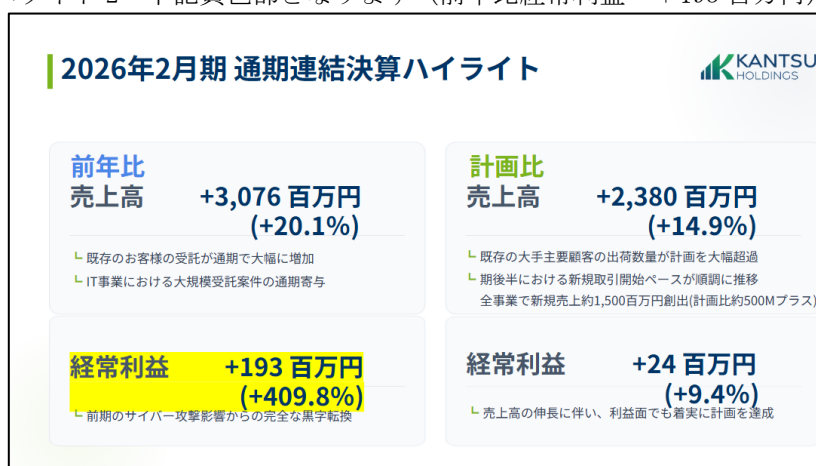 2026年2月期 通期連結決算ハイライト
KANTSU
HOLDINGS
前年比
売上高 +3,076 百万円
(+20.1%)
└ 既存のお客様の受託が通期で大幅に増加
└ IT事業における大規模受託案件の通期寄与
計画比
売上高 +2,380 百万円
(+14.9%)
└ 既存の大手主要顧客の出荷数量が計画を大幅超過
└ 期後半における新規取引開始ペースが順調に推移
全事業で新規売上約1,500百万円創出(計画比約500Mプラス)
経常利益 +193 百万円
(+409.8%)
└ 前期のサイバー攻撃影響からの完全な黒字転換
経常利益 +24 百万円
(+9.4%)
└ 売上高の伸長に伴い、利益面でも着実に計画を達成